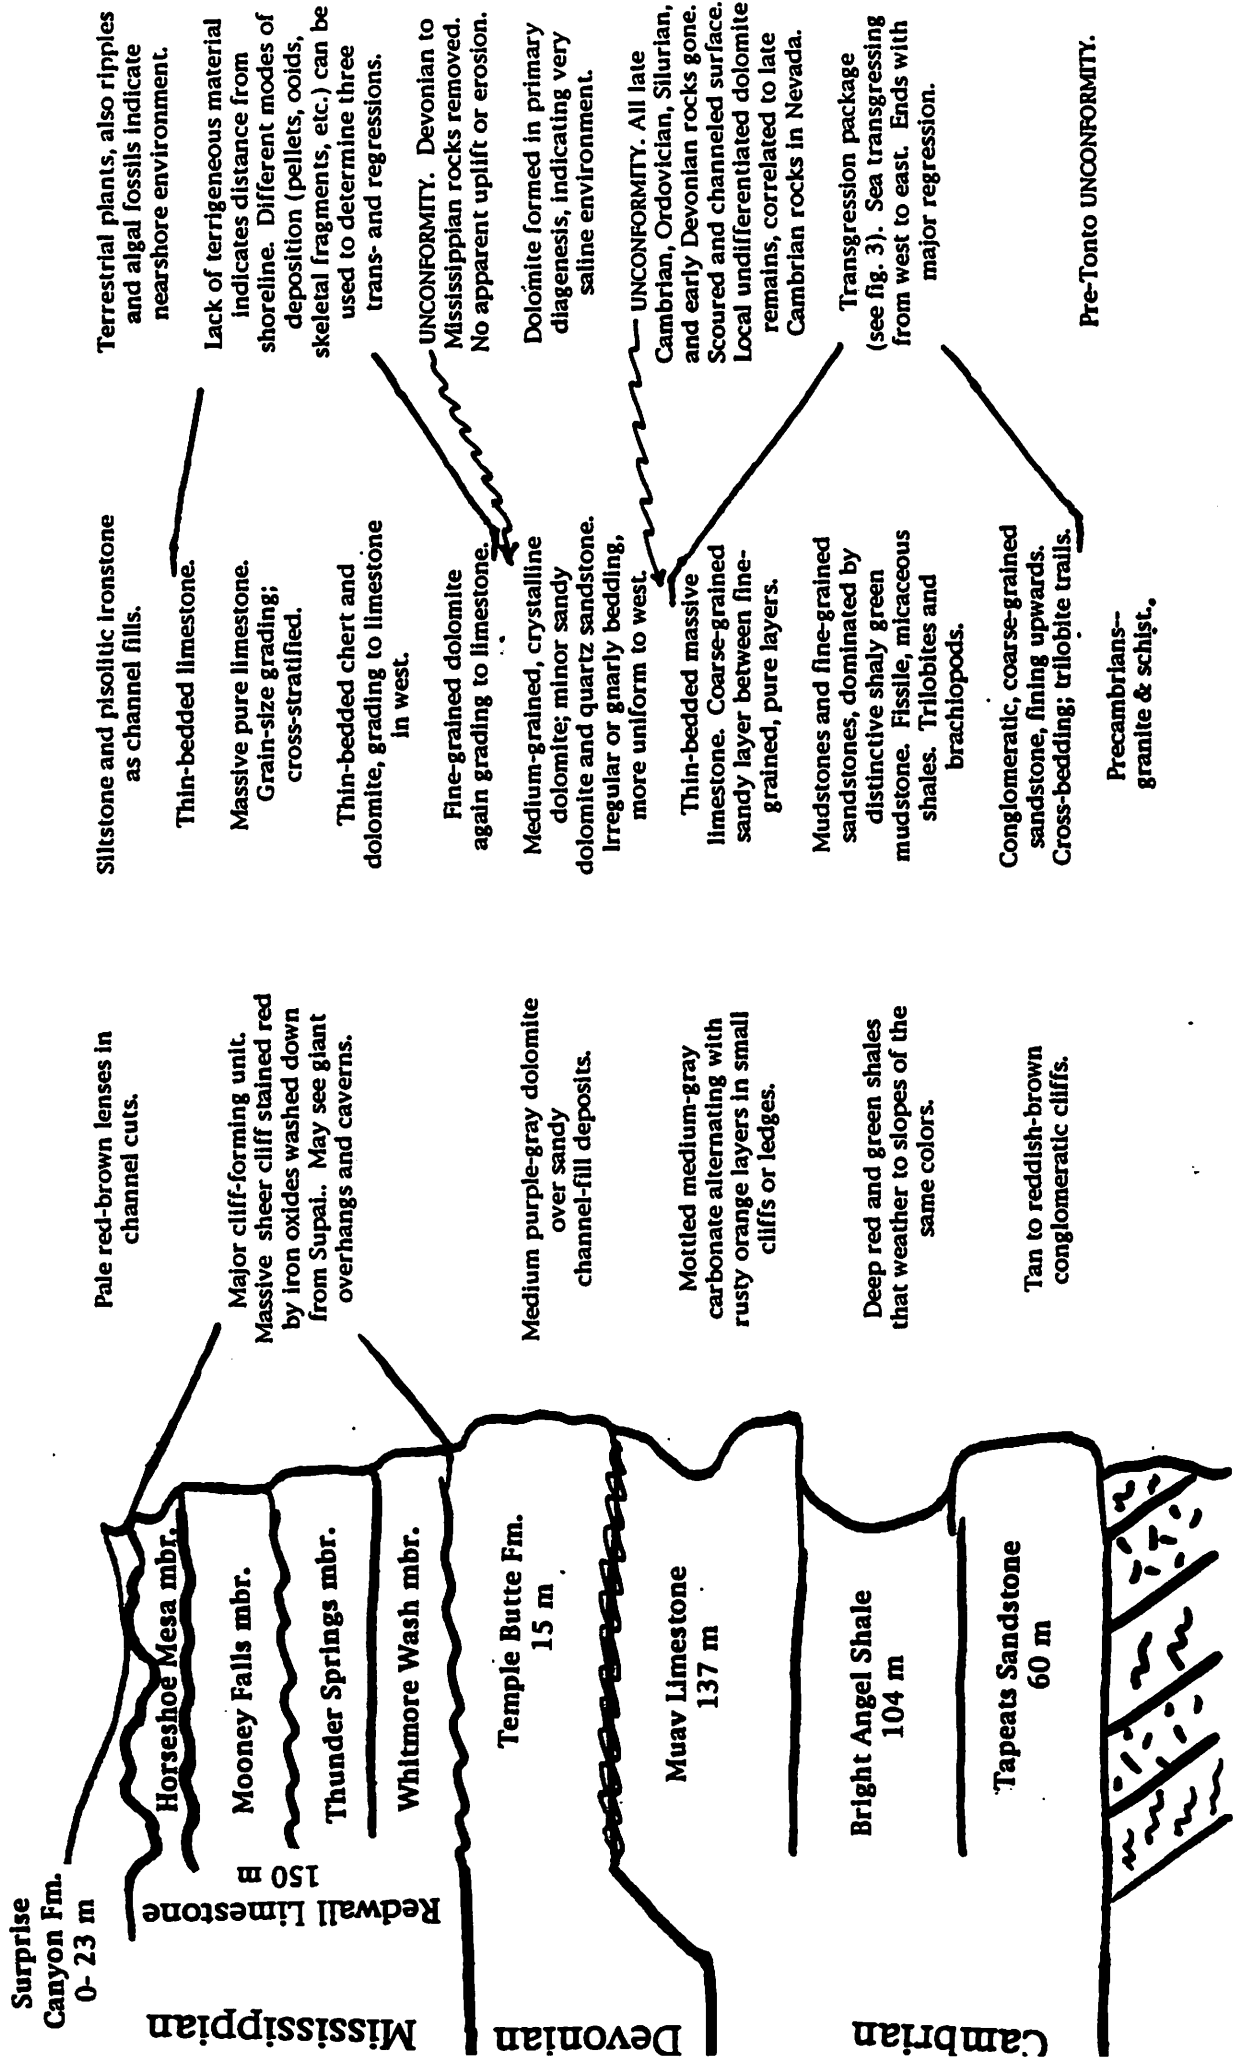 Surprise
Canyon Fm.
0- 23 m
Mississippian
Redwall Limestone
150 m
Horseshoe Mesa mbr.
Mooney Falls mbr.
Thunder Springs mbr.
Whitmore Wash mbr.
Devonian
Temple Butte Fm.
15 m
Cambrian
Muav Limestone
137 m
Bright Angel Shale
104 m
Tapeats Sandstone
60 m
Pale red-brown lenses in
channel cuts.
Major cliff-forming unit.
Massive sheer cliff stained red
by iron oxides washed down
from Supai.. May see giant
overhangs and caverns.
Medium purple-gray dolomite
over sandy
channel-fill deposits.
Mottled medium-gray
carbonate alternating with
rusty orange layers in small
cliffs or ledges.
Deep red and green shales
that weather to slopes of the
same colors.
Tan to reddish-brown
conglomeratic cliffs.
Siltstone and pisolitic ironstone
as channel fills.
Thin-bedded limestone.
Massive pure limestone.
Grain-size grading;
cross-stratified.
Thin-bedded chert and
dolomite, grading to limestone
in west.
Fine-grained dolomite
again grading to limestone.
Medium-grained, crystalline
dolomite; minor sandy
dolomite and quartz sandstone.
Irregular or gnarly bedding,
more uniform to west.
Thin-bedded massive
limestone. Coarse-grained
sandy layer between fine-
grained, pure layers.
Mudstones and fine-grained
sandstones, dominated by
distinctive shaly green
mudstone. Fissile, micaceous
shales. Trilobites and
brachiopods.
Conglomeratic, coarse-grained
sandstone, fining upwards.
Cross-bedding; trilobite trails.
Precambrians--
granite & schist.
Terrestrial plants, also ripples
and algal fossils indicate
nearshore environment.
Lack of terrigeneous material
indicates distance from
shoreline. Different modes of
deposition (pellets, ooids,
skeletal fragments, etc.) can be
used to determine three
trans- and regressions.
UNCONFORMITY. Devonian to
Mississippian rocks removed.
No apparent uplift or erosion.
Dolomite formed in primary
diagenesis, indicating very
saline environment.
UNCONFORMITY. All late
Cambrian, Ordovician, Silurian,
and early Devonian rocks gone.
Scoured and channeled surface.
Local undifferentiated dolomite
remains, correlated to late
Cambrian rocks in Nevada.
Transgression package
(see fig. 3). Sea transgressing
from west to east. Ends with
major regression.
Pre-Tonto UNCONFORMITY.